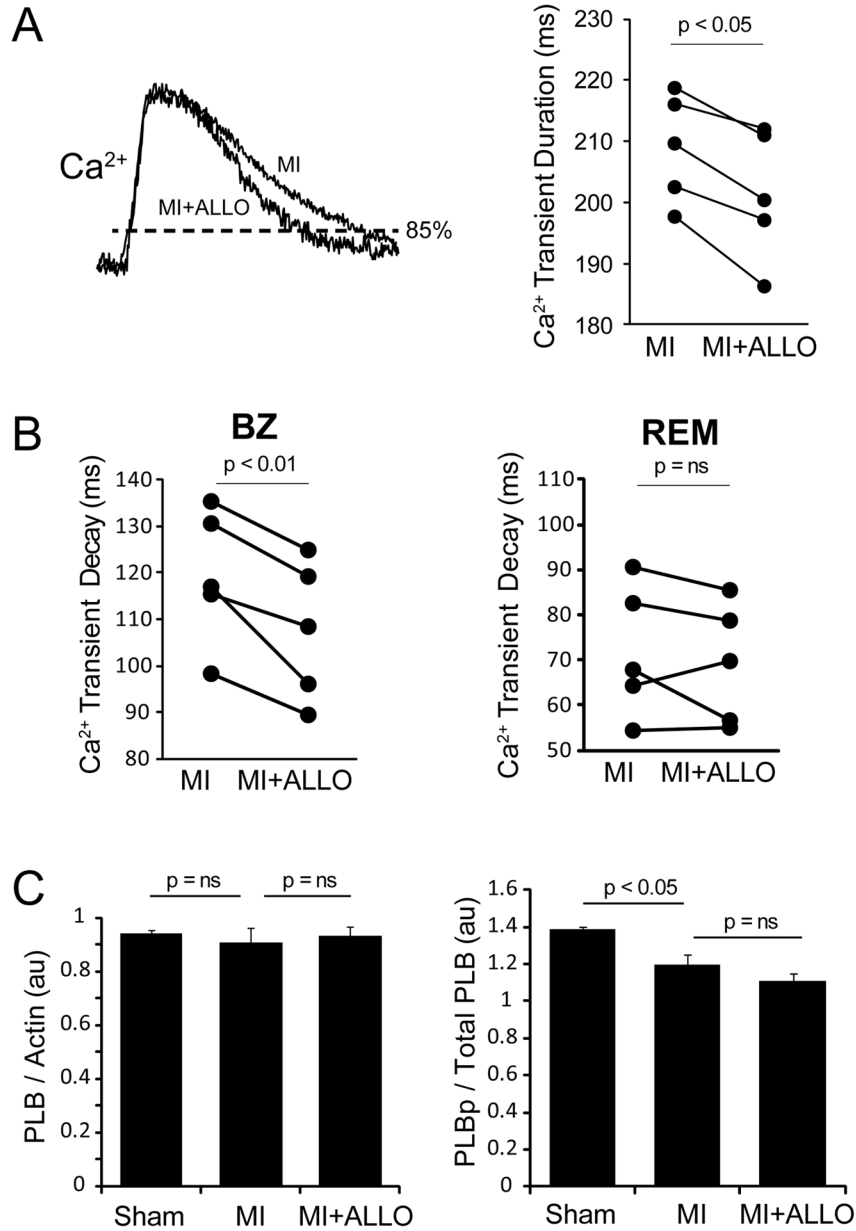 A
Ca2+
MI
MI+ALLO
85%
Ca2+ Transient Duration (ms)
230
220
210
200
190
180
p < 0.05
MI MI+ALLO
B
BZ
p < 0.01
Ca2+ Transient Decay (ms)
140
130
120
110
100
90
80
MI MI+ALLO
REM
p = ns
Ca2+ Transient Decay (ms)
110
100
90
80
70
60
50
MI MI+ALLO
C
p = ns p = ns
PLB / Actin (au)
1
0.8
0.6
0.4
0.2
0
Sham MI MI+ALLO
p < 0.05
p = ns
PLBp / Total PLB (au)
1.6
1.4
1.2
1
0.8
0.6
0.4
0.2
0
Sham MI MI+ALLO